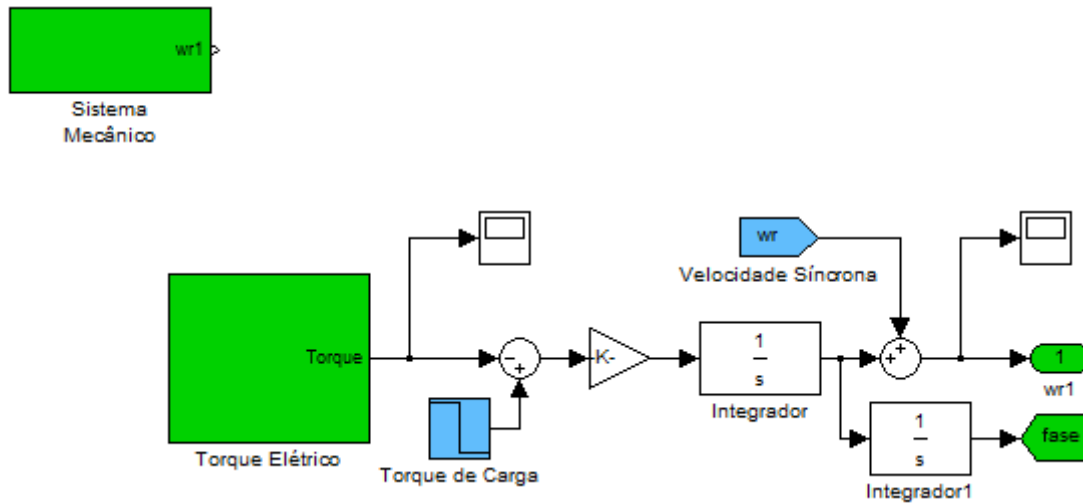 wr1
Sistema
Mecânico
wr
Velocidade Síncrona
Torque
-
+
K-
1
s
+
+
1
wr1
Integrador
Torque Elétrico
Torque de Carga
1
s
fase
Integrador1